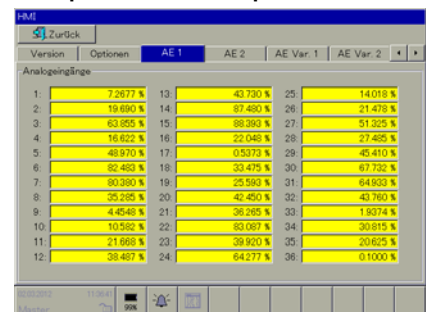 HMI
Zurück
Version Optionen AE 1 AE 2 AE Var. 1 AE Var. 2
Analogeingänge
1: 7.2677 % 13: 43.730 % 25: 14.018 %
2: 19.690 % 14: 87.480 % 26: 21.478 %
3: 63.855 % 15: 88.393 % 27: 51.325 %
4: 16.622 % 16: 22.048 % 28: 27.485 %
5: 48.970 % 17: 0.5373 % 29: 45.410 %
6: 82.483 % 18: 33.475 % 30: 67.732 %
7: 80.380 % 19: 25.593 % 31: 64.933 %
8: 35.285 % 20: 42.450 % 32: 43.760 %
9: 4.4548 % 21: 36.265 % 33: 1.9374 %
10: 10.582 % 22: 83.087 % 34: 30.815 %
11: 21.668 % 23: 39.920 % 35: 20.625 %
12: 38.487 % 24: 64.277 % 36: 0.1000 %
99%
Master